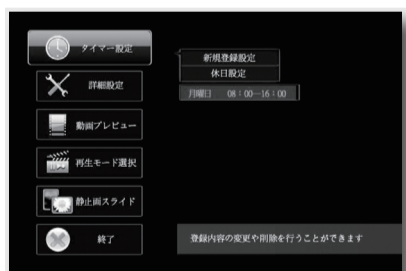 タイマー設定
新規登録設定
休日設定
月曜日 08：00—16：00
詳細設定
動画プレビュー
再生モード選択
静止画スライド
終了
登録内容の変更や削除を行うことができます